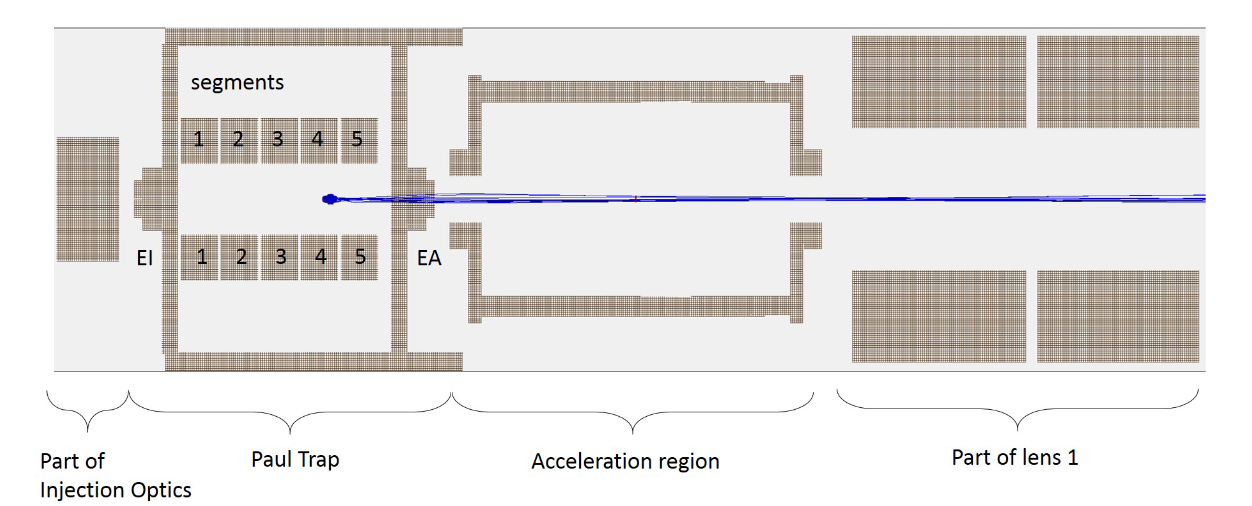 segments
1 2 3 4 5
1 2 3 4 5
EI
EA
Part of
Injection Optics
Paul Trap
Acceleration region
Part of lens 1